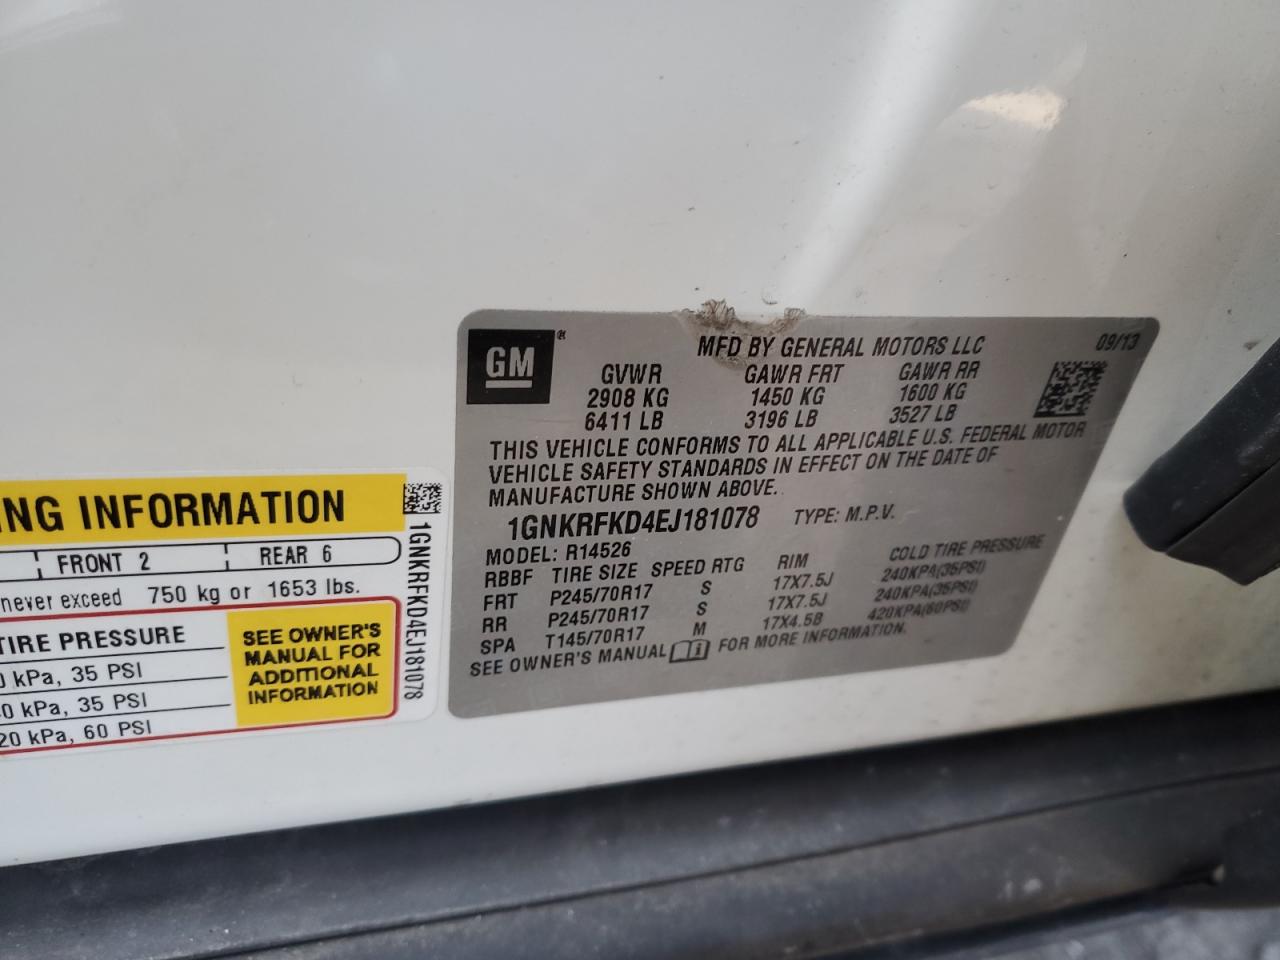 GM®
MFD BY GENERAL MOTORS LLC 09/13
GVWR GAWR FRT GAWR RR
2908 KG 1450 KG 1600 KG
6411 LB 3196 LB 3527 LB
THIS VEHICLE CONFORMS TO ALL APPLICABLE U.S. FEDERAL MOTOR
VEHICLE SAFETY STANDARDS IN EFFECT ON THE DATE OF
MANUFACTURE SHOWN ABOVE.
1GNKRFKD4EJ181078 TYPE: M.P.V.
MODEL: R14526
RBBF TIRE SIZE SPEED RTG RIM COLD TIRE PRESSURE
FRT P245/70R17 S 17X7.5J 240KPA(35PSI)
RR P245/70R17 S 17X7.5J 240KPA(35PSI)
SPA T145/70R17 M 17X4.5B 420KPA(60PSI)
SEE OWNER'S MANUAL FOR MORE INFORMATION.
NG INFORMATION
FRONT 2 REAR 6
never exceed 750 kg or 1653 lbs.
TIRE PRESSURE
0 kPa, 35 PSI
0 kPa, 35 PSI
20 kPa, 60 PSI
SEE OWNER'S
MANUAL FOR
ADDITIONAL
INFORMATION
1GNKRFKD4EJ181078